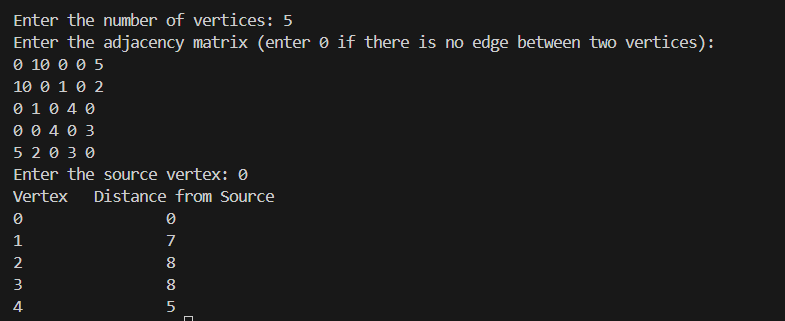 Enter the number of vertices: 5
Enter the adjacency matrix (enter 0 if there is no edge between two vertices):
0 10 0 0 5
10 0 1 0 2
0 1 0 4 0
0 0 4 0 3
5 2 0 3 0
Enter the source vertex: 0
Vertex   Distance from Source
0                0
1                7
2                8
3                8
4                5